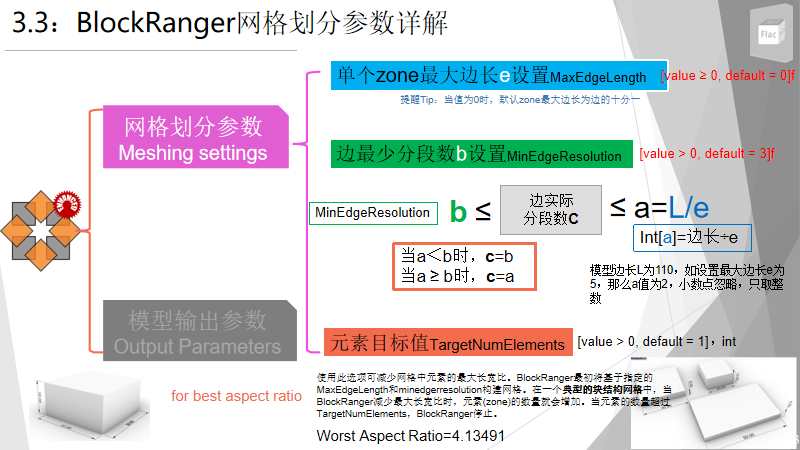 3.3：BlockRanger网格划分参数详解
Flac
单个zone最大边长e设置MaxEdgeLength
[value ≥ 0, default = 0]f
提醒Tip：当值为0时，默认zone最大边长为边的十分一
网格划分参数
Meshing settings
边最少分段数b设置MinEdgeResolution
[value > 0, default = 3]f
MinEdgeResolution
b ≤
边实际
分段数C
≤ a=L/e
Int[a]=边长÷e
当a＜b时，c=b
当a≥b时，c=a
模型边长L为110，如设置最大边长e为
5，那么a值为2，小数点忽略，只取整
数
模型输出参数
Output Parameters
元素目标值TargetNumElements
[value > 0, default = 1]，int
for best aspect ratio
使用此选项可减少网格中元素的最大长宽比。BlockRanger最初将基于指定的
MaxEdgeLength和minedgerresolution构建网格。在一个典型的块结构网格中，当
BlockRanger减少最大长宽比时，元素(zone)的数量就会增加。当元素的数量超过
TargetNumElements，BlockRanger停止。
Worst Aspect Ratio=4.13491